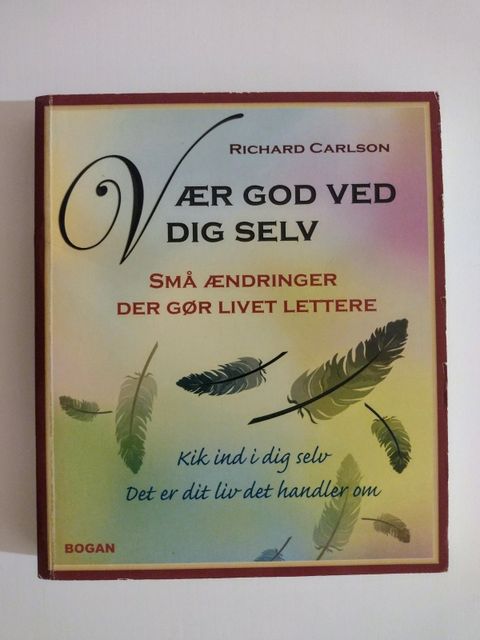 RICHARD CARLSON
VÆR GOD VED
DIG SELV
SMÅ ÆNDRINGER
DER GØR LIVET LETTERE
Kik ind i dig selv
Det er dit liv det handler om
BOGAN